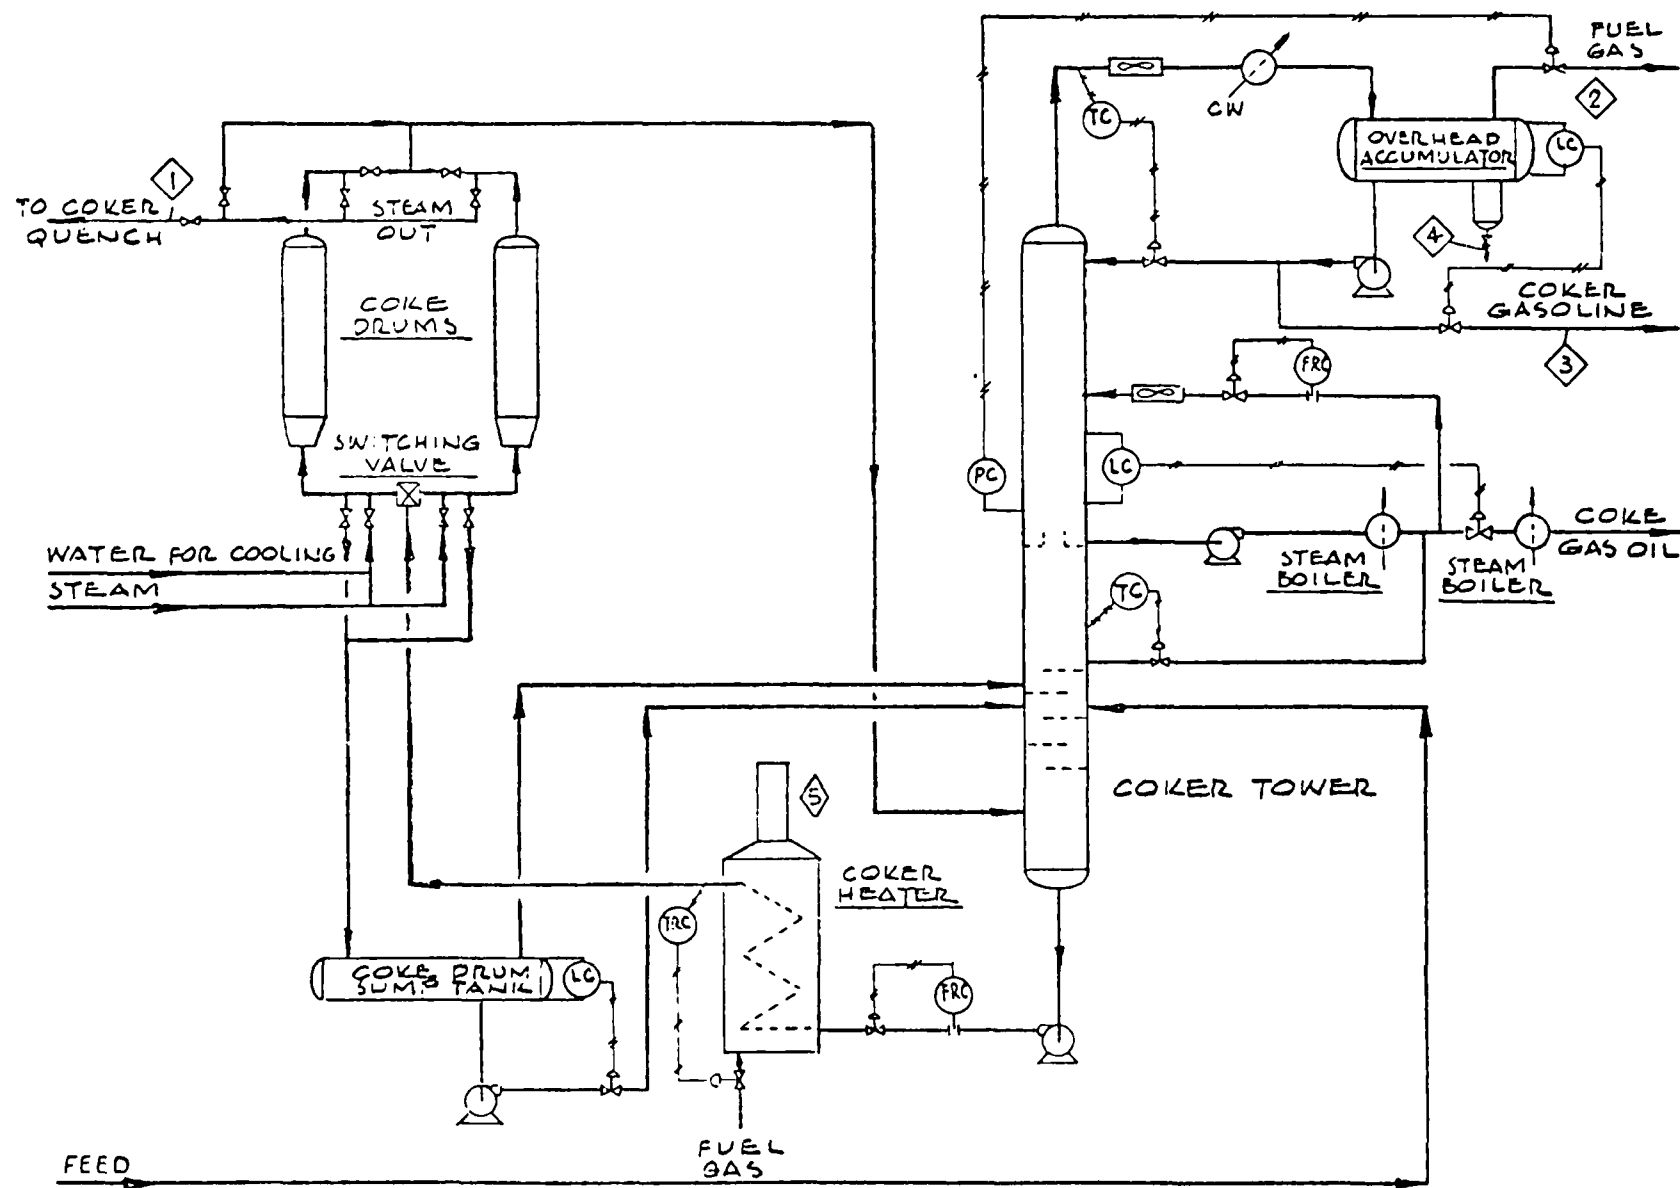 FUEL
GAS
2
TC
CW
OVERHEAD
ACCUMULATOR
LC
1
TO COKER
QUENCH
STEAM
OUT
4
COKER
GASOLINE
3
COKE
DRUMS
FRC
SWITCHING
VALVE
PC
LC
COKE
GAS OIL
STEAM
BOILER
STEAM
BOILER
WATER FOR COOLING
STEAM
TC
COKER TOWER
5
COKER
HEATER
TRC
COKE DRUM
SUMP TANK
LC
FRC
FUEL
GAS
FEED